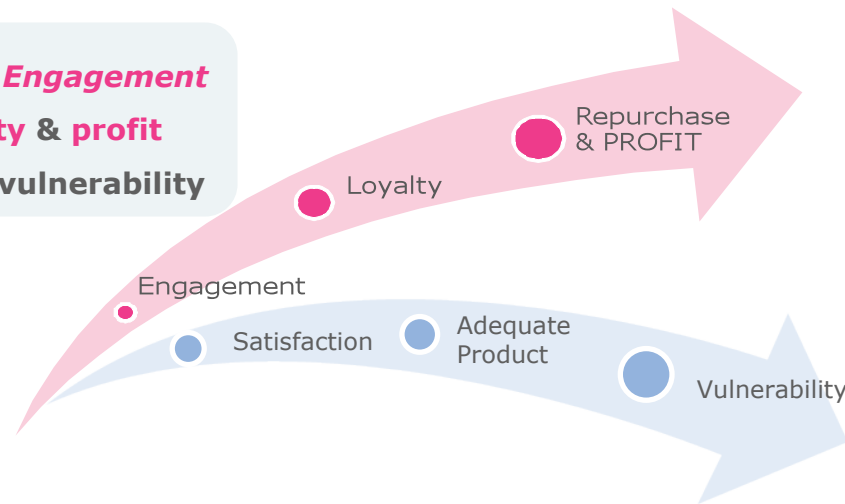 Engagement
ty & profit
vulnerability
Repurchase
& PROFIT
Loyalty
Engagement
Satisfaction
Adequate
Product
Vulnerability